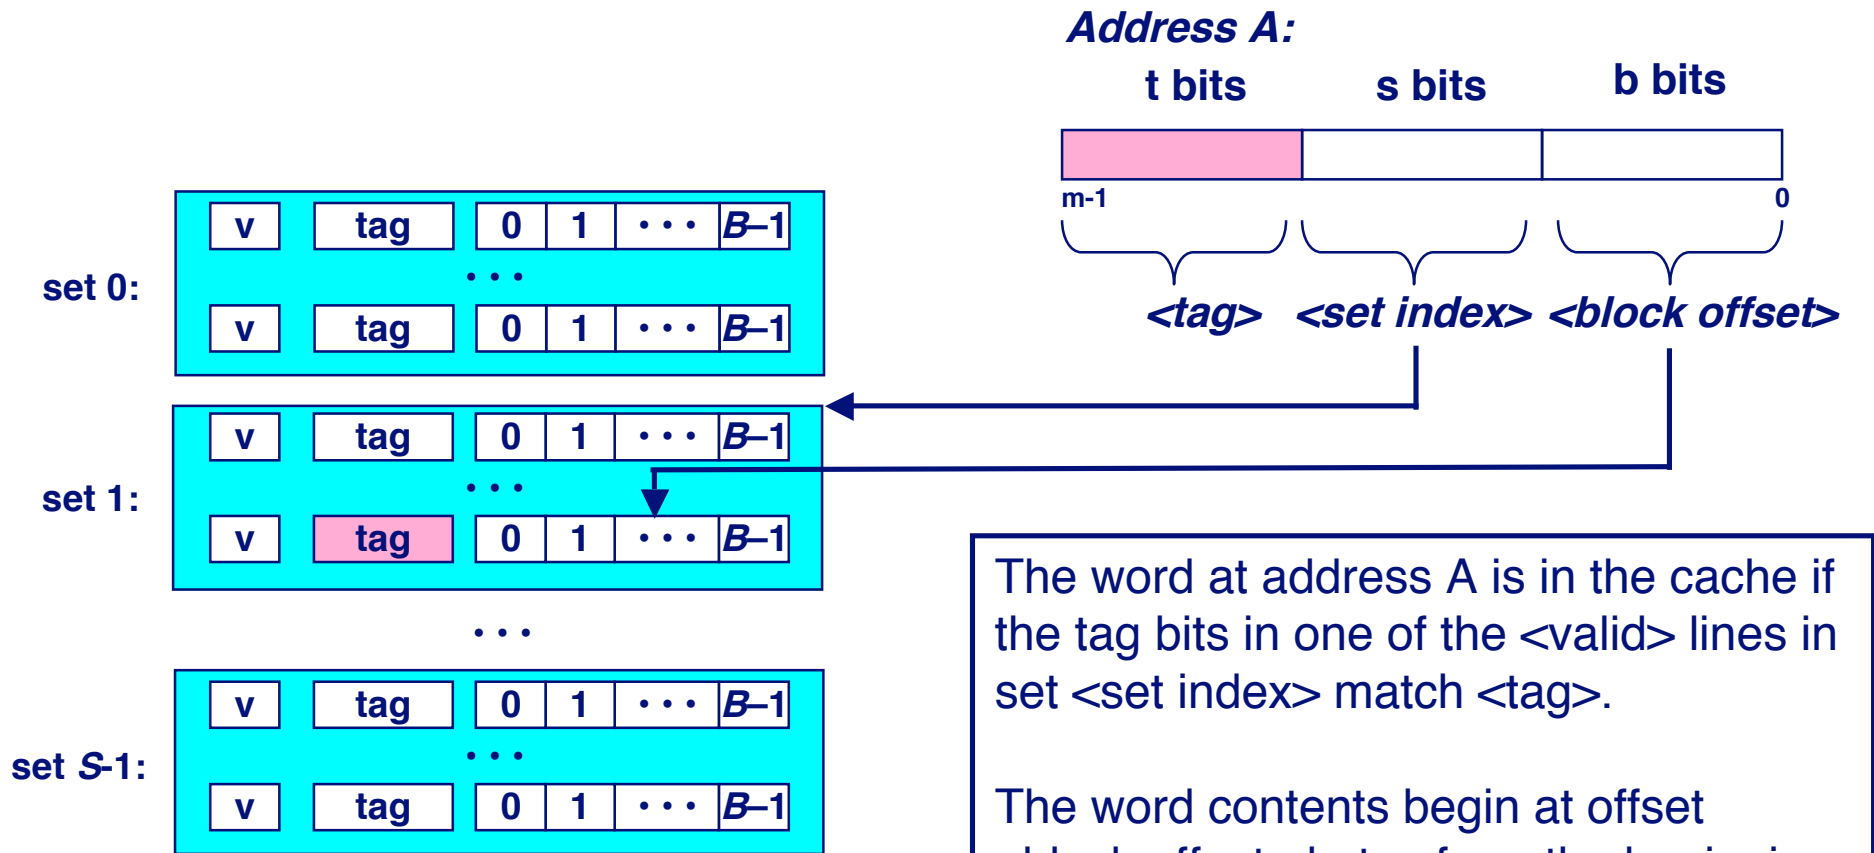 Address A:
t bits s bits b bits
m-1 0
<tag> <set index> <block offset>
set 0:
v tag 0 1 • • • B–1
• • •
v tag 0 1 • • • B–1
set 1:
v tag 0 1 • • • B–1
• • •
v tag 0 1 • • • B–1
• • •
set S-1:
v tag 0 1 • • • B–1
• • •
v tag 0 1 • • • B–1
The word at address A is in the cache if
the tag bits in one of the <valid> lines in
set <set index> match <tag>.
The word contents begin at offset